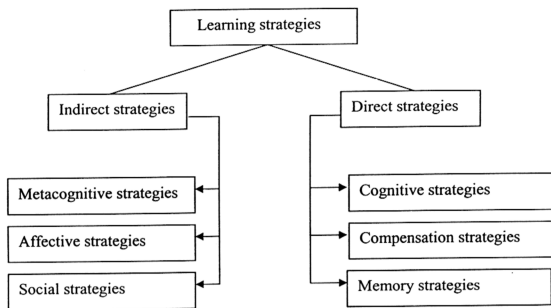 Learning strategies
Indirect strategies
Direct strategies
Metacognitive strategies
Cognitive strategies
Affective strategies
Compensation strategies
Social strategies
Memory strategies